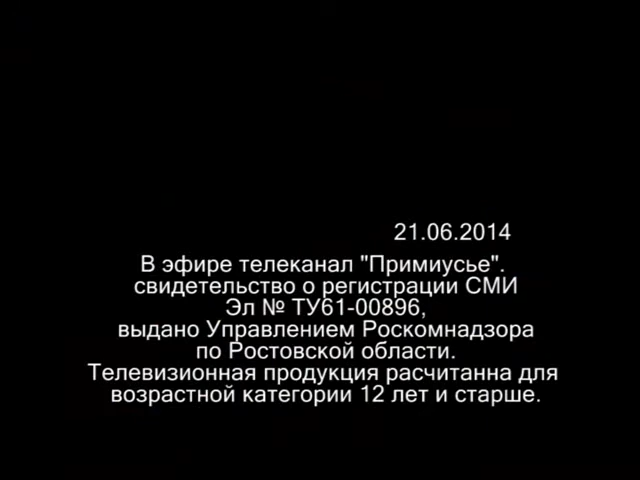 21.06.2014
В эфире телеканал "Примиусье".
свидетельство о регистрации СМИ
Эл № ТУ61-00896,
выдано Управлением Роскомнадзора
по Ростовской области.
Телевизионная продукция расчитанна для
возрастной категории 12 лет и старше.